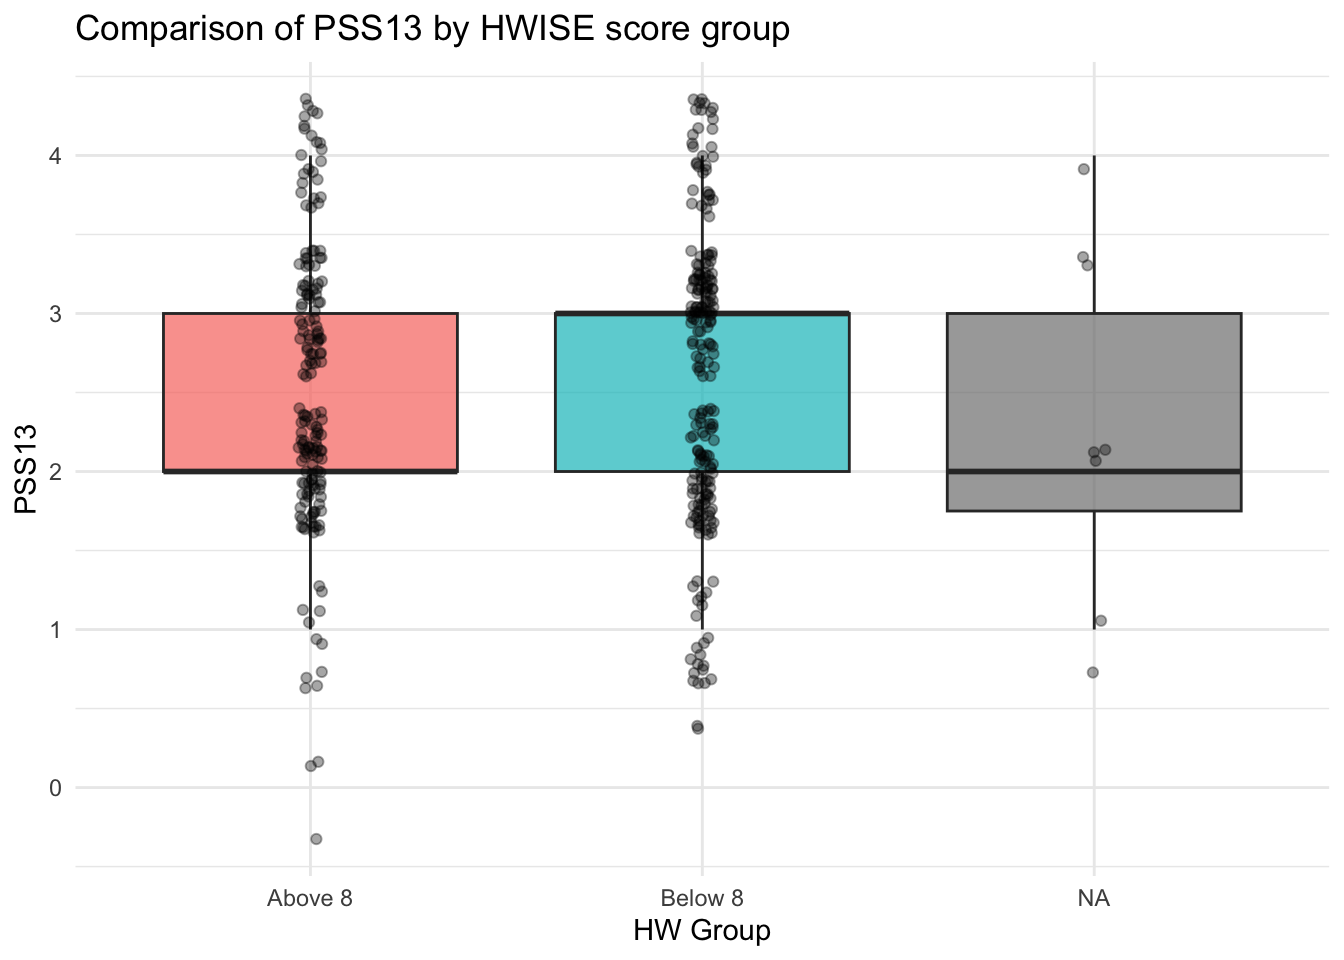 Comparison of PSS13 by HWISE score group
PSS13
4
3
2
1
0
Above 8
Below 8
NA
HW Group